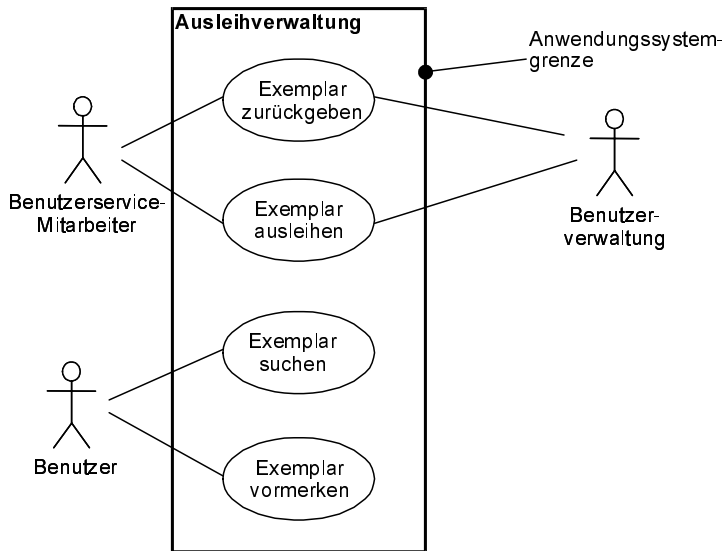 Ausleihverwaltung
Anwendungssystem-
grenze
Exemplar
zurückgeben
Benutzerservice-
Mitarbeiter
Exemplar
ausleihen
Benutzer-
verwaltung
Exemplar
suchen
Benutzer
Exemplar
vormerken